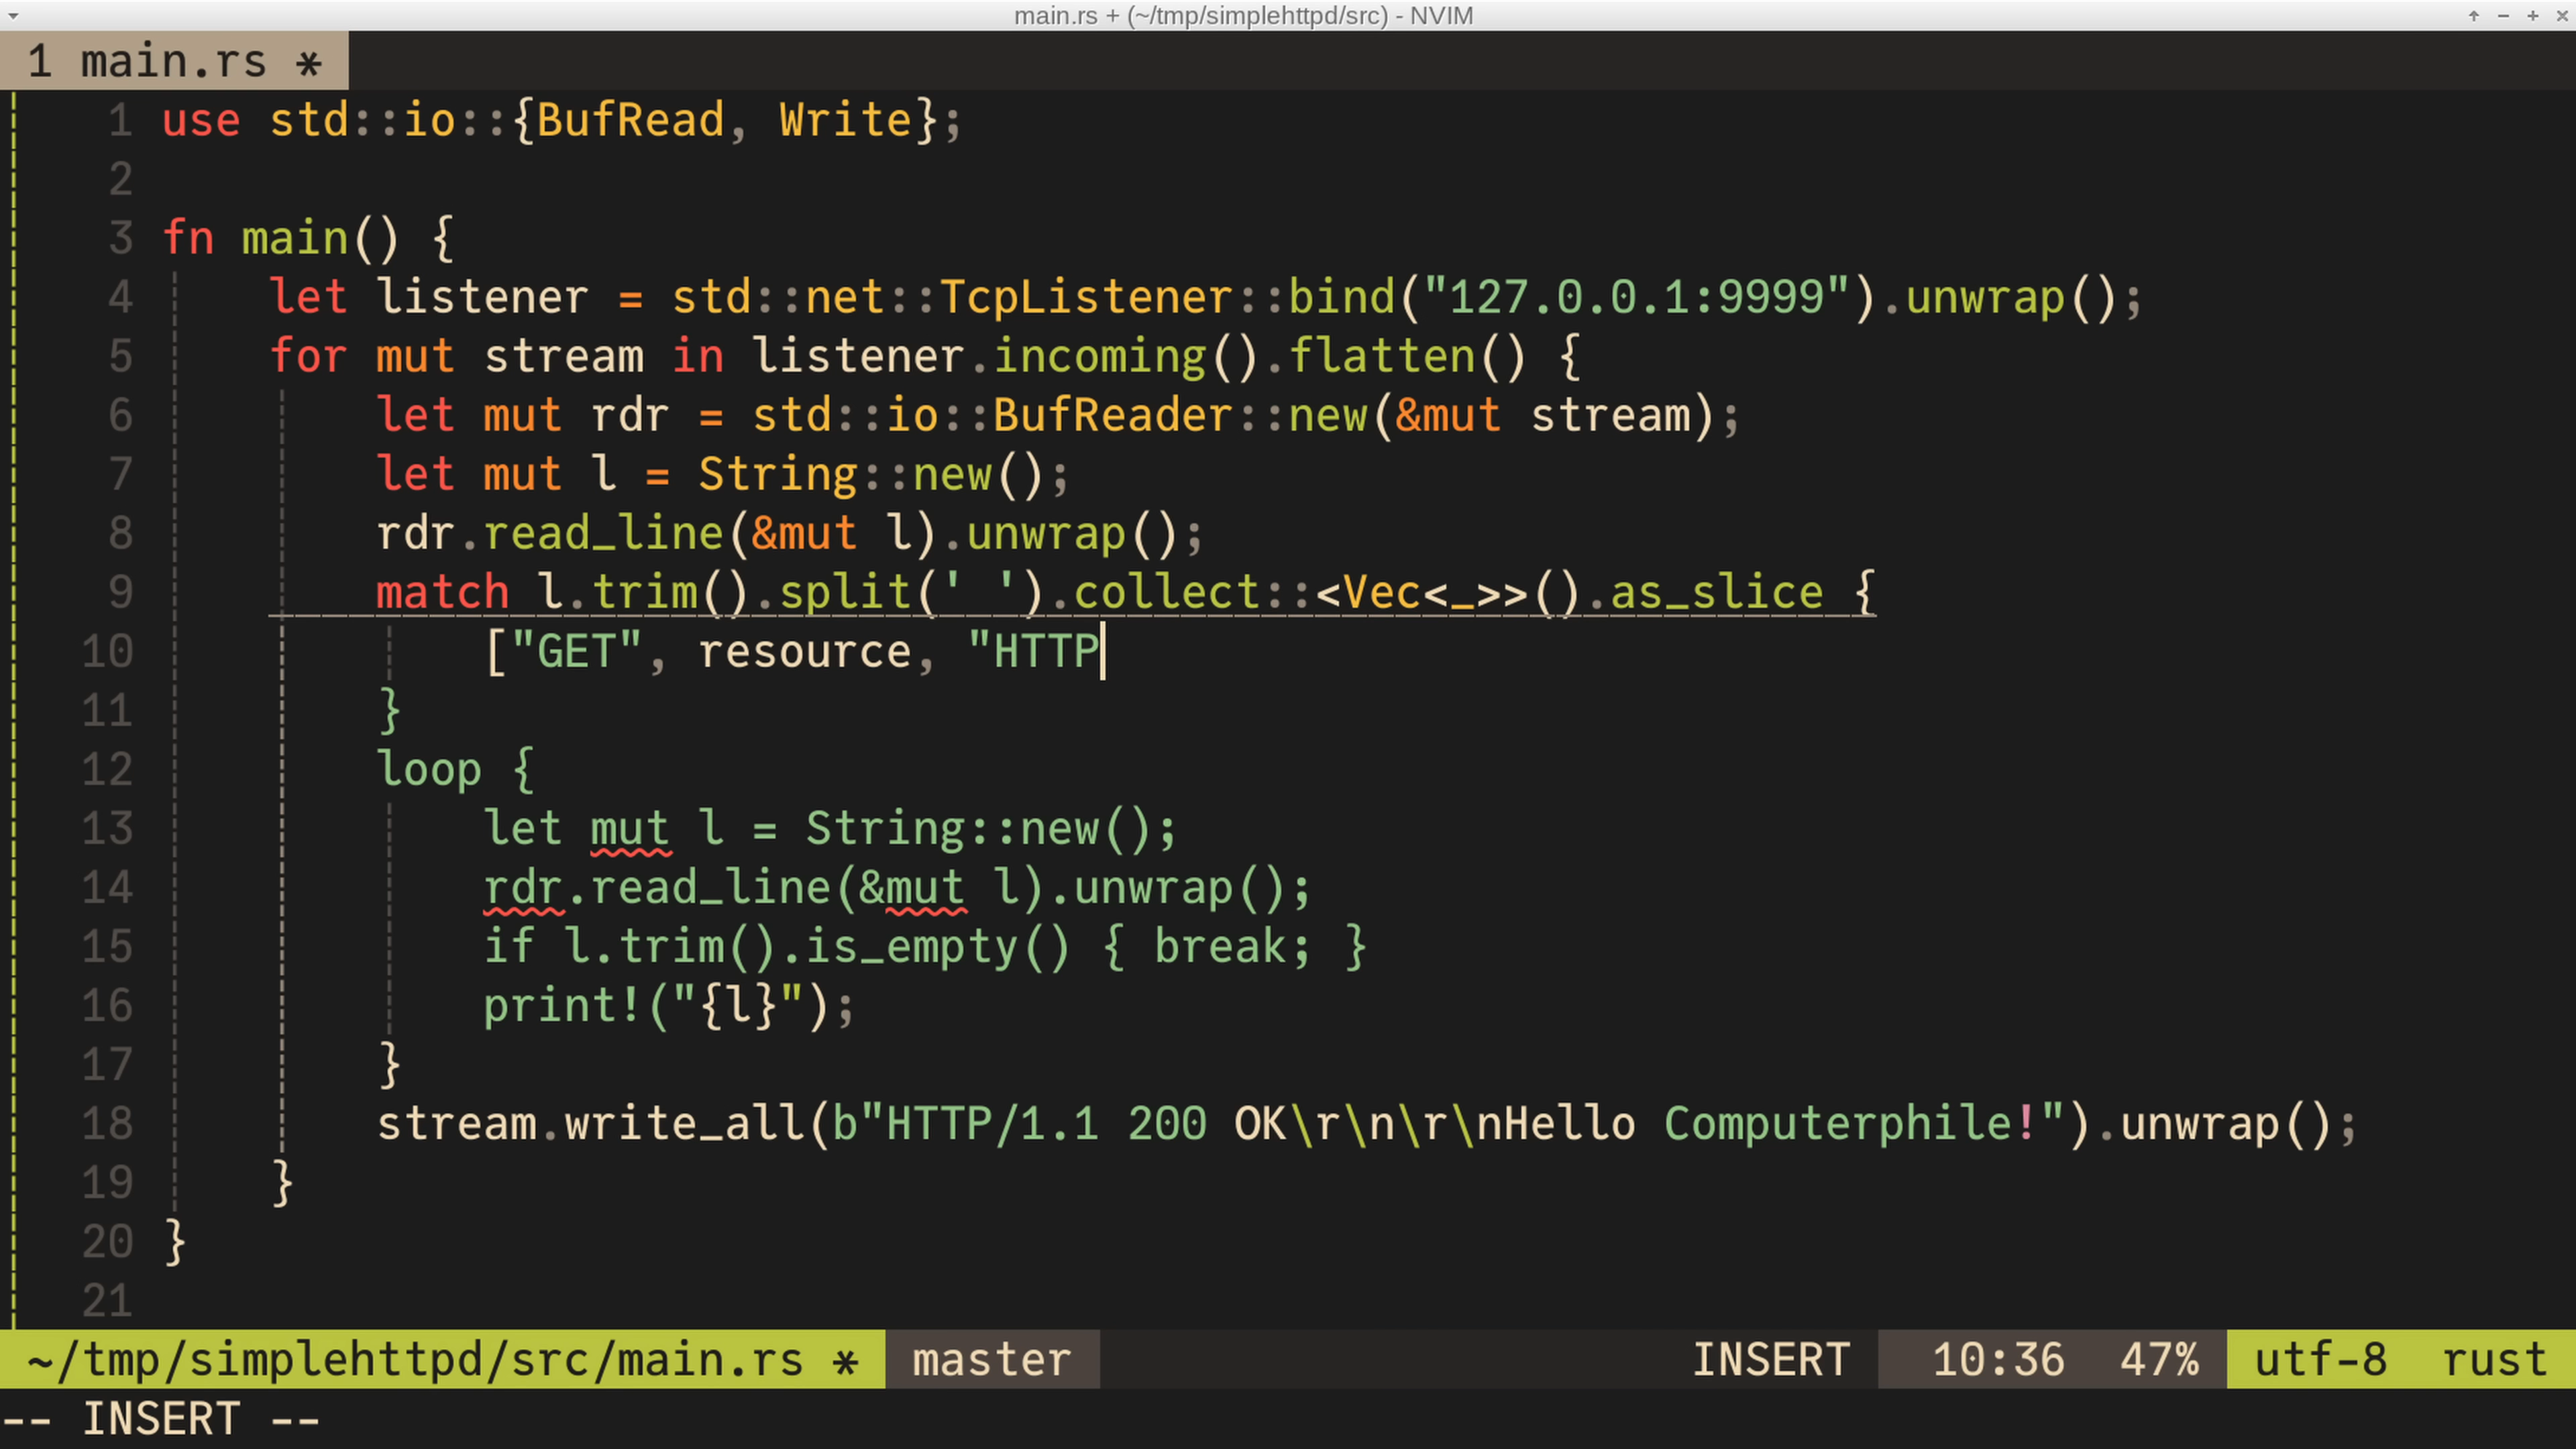 main.rs + (~/tmp/simplehttpd/src) - NVIM
1 main.rs *
1 use std::io::{BufRead, Write};
2
3 fn main() {
4     let listener = std::net::TcpListener::bind("127.0.0.1:9999").unwrap();
5     for mut stream in listener.incoming().flatten() {
6         let mut rdr = std::io::BufReader::new(&mut stream);
7         let mut l = String::new();
8         rdr.read_line(&mut l).unwrap();
9         match l.trim().split(' ').collect::<Vec<_>>().as_slice {
10             ["GET", resource, "HTTP
11         }
12         loop {
13             let mut l = String::new();
14             rdr.read_line(&mut l).unwrap();
15             if l.trim().is_empty() { break; }
16             print!("{l}");
17         }
18         stream.write_all(b"HTTP/1.1 200 OK\r\n\r\nHello Computerphile!").unwrap();
19     }
20 }
21
~/tmp/simplehttpd/src/main.rs * master INSERT 10:36 47% utf-8 rust
-- INSERT --